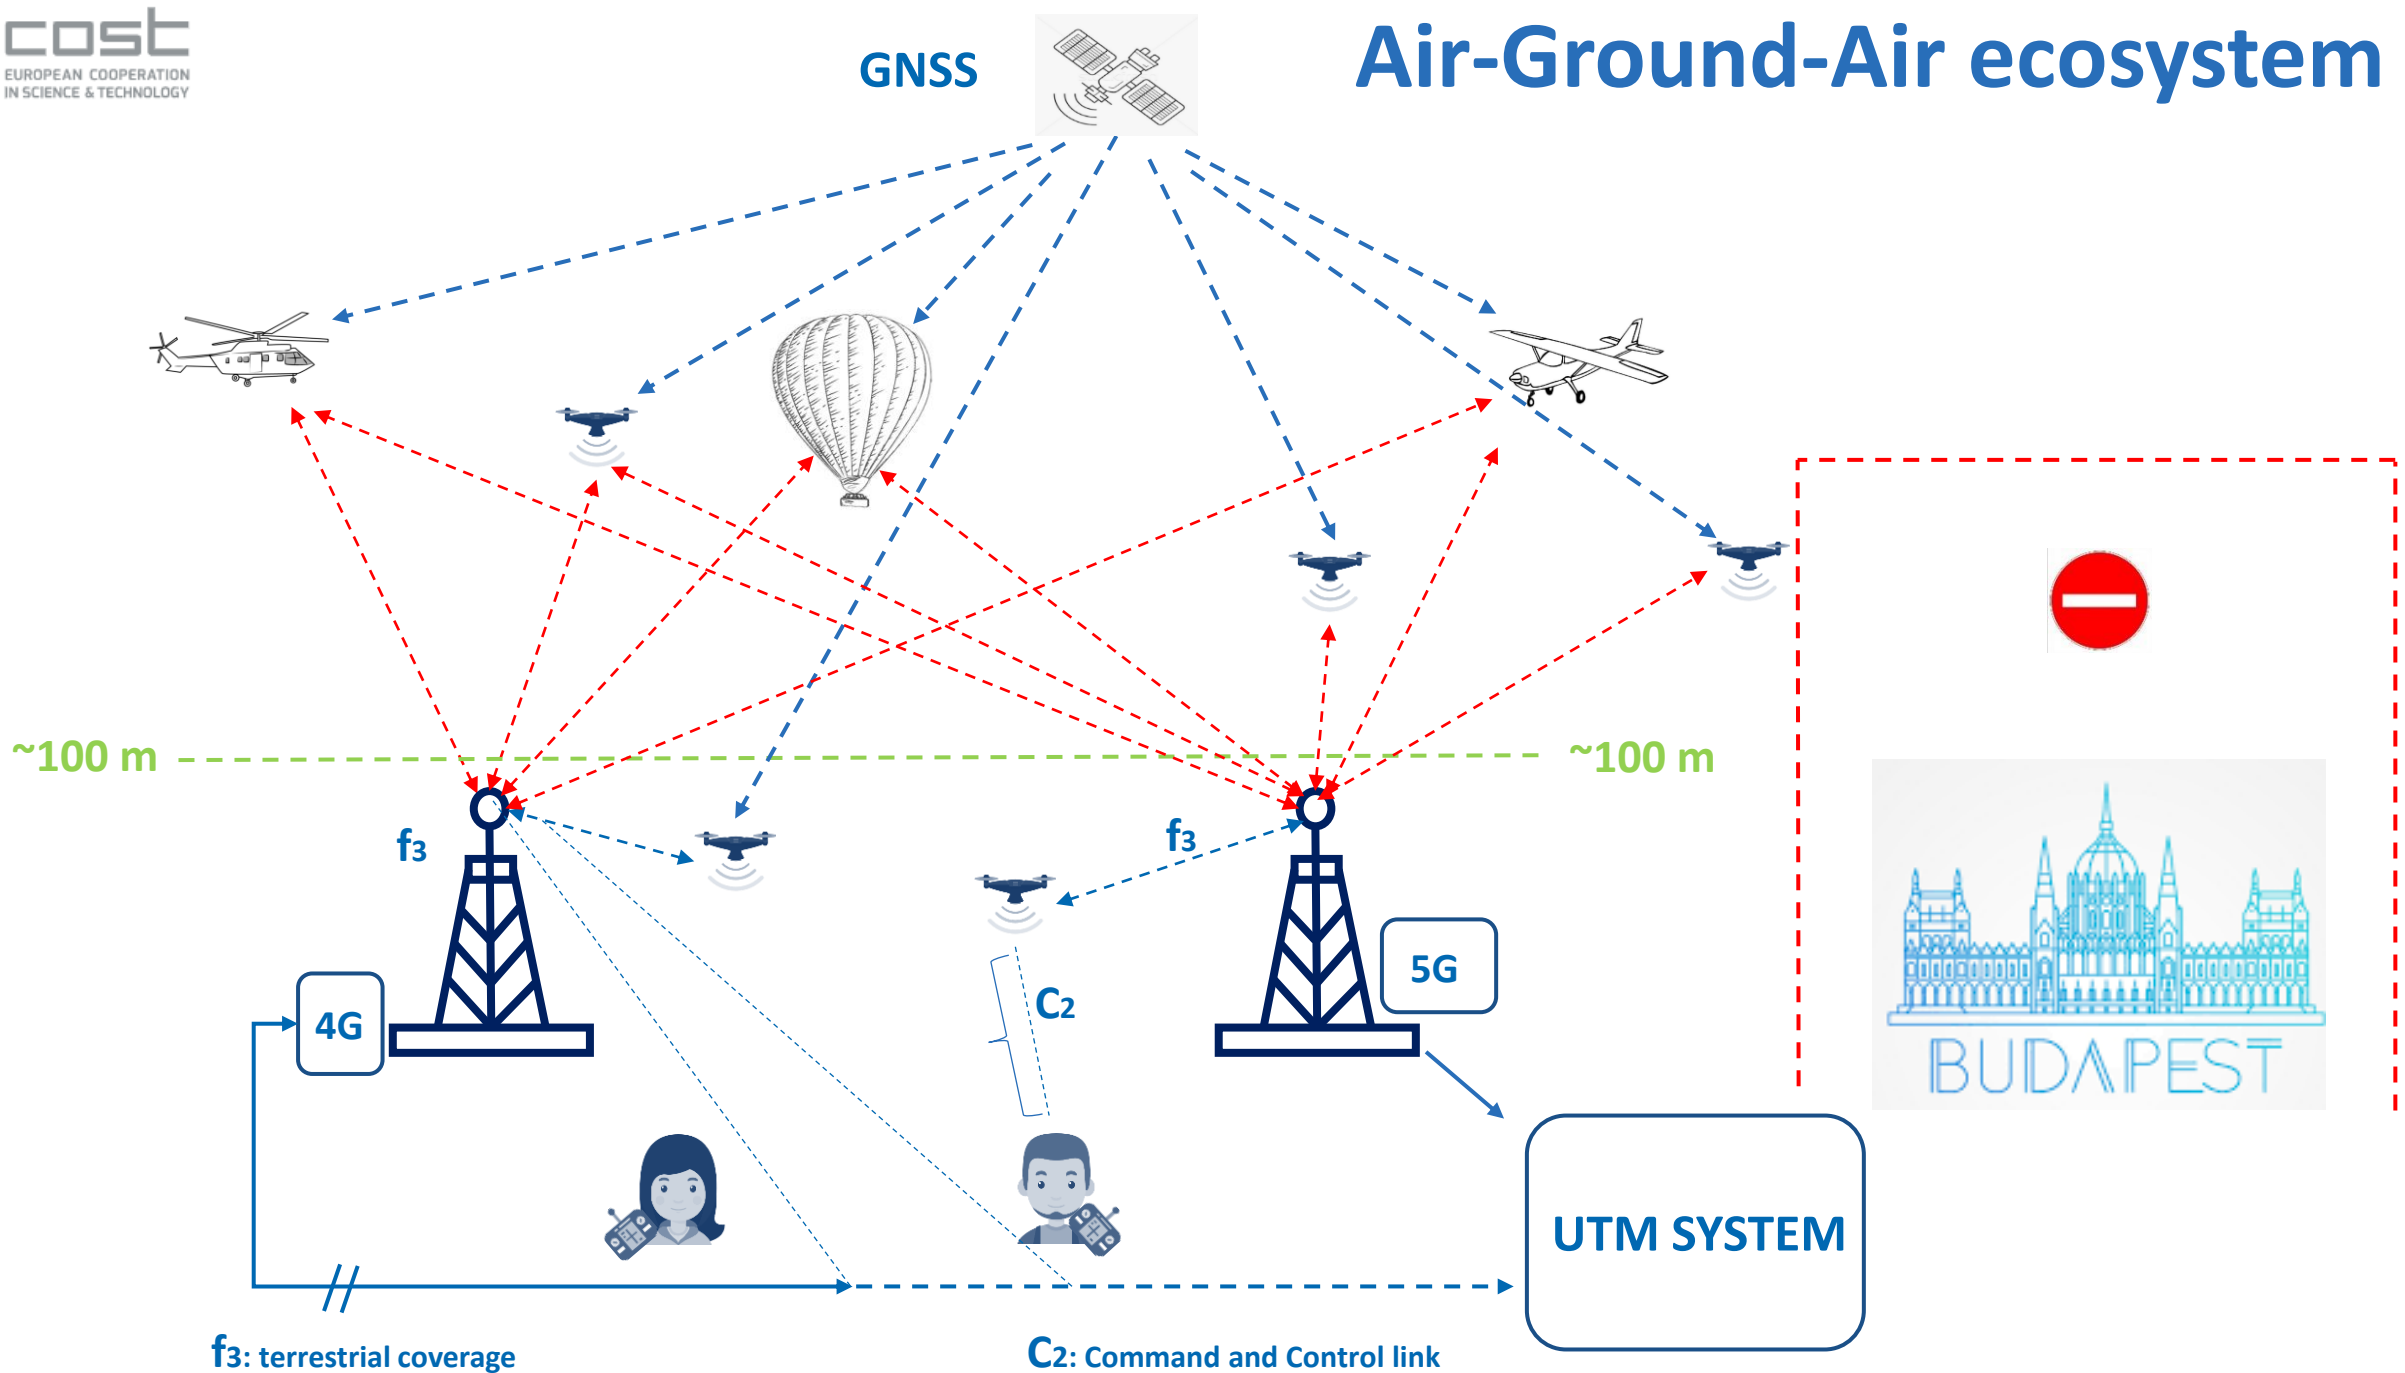 cost
EUROPEAN COOPERATION
IN SCIENCE & TECHNOLOGY
GNSS
Air-Ground-Air ecosystem
~100 m
~100 m
f3
f3
C2
4G
5G
BUDAPEST
UTM SYSTEM
f3: terrestrial coverage
C2: Command and Control link